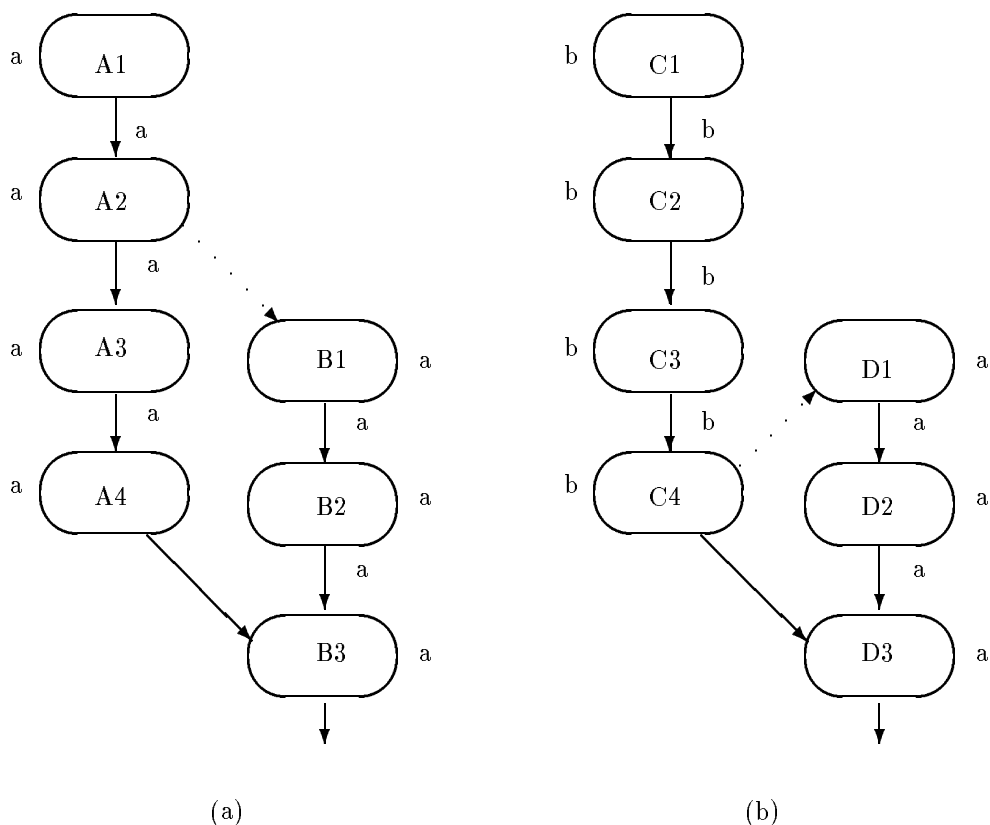 a A1 b C1
a b
a A2 b C2
a b
a A3 b C3
B1 a D1 a
a b
a a
a A4 b C4
B2 a D2 a
a a
B3 a D3 a
(a) (b)